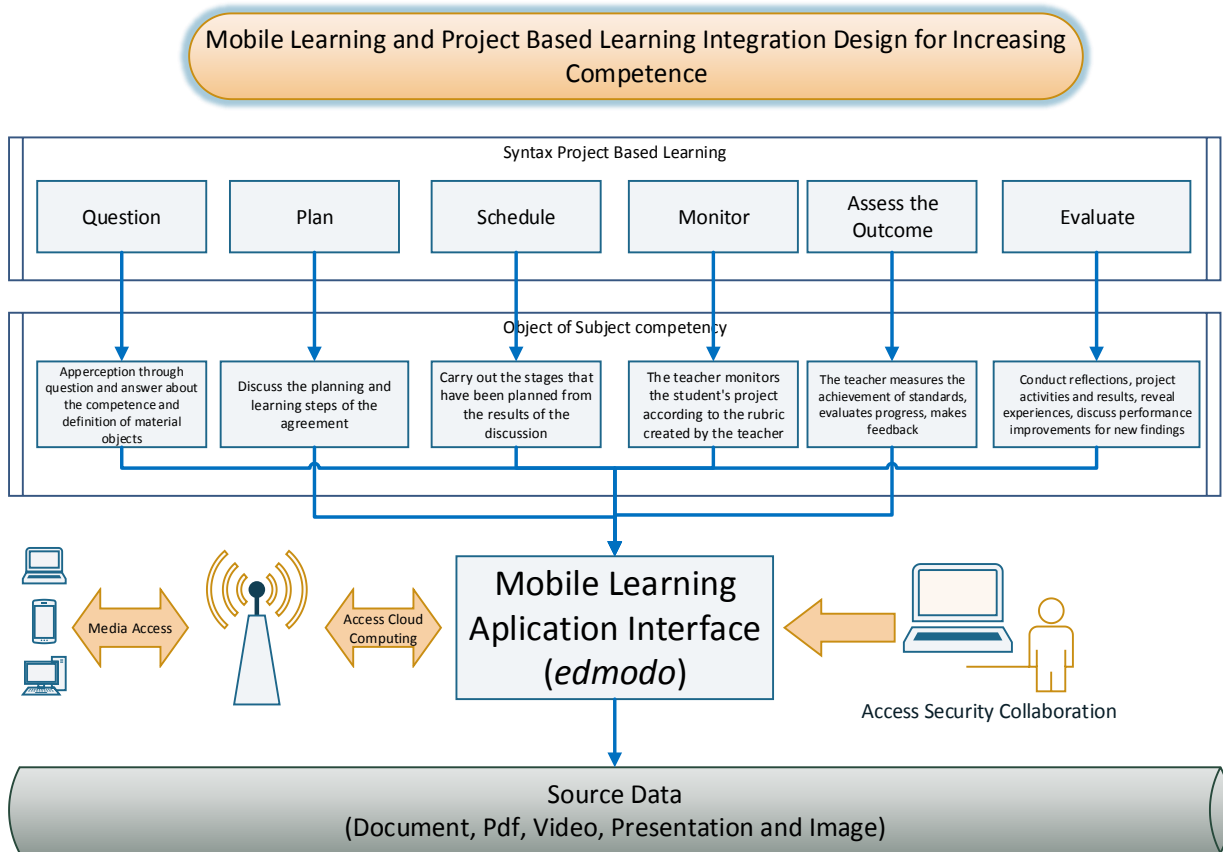 Mobile Learning and Project Based Learning Integration Design for Increasing
Competence
Syntax Project Based Learning
Question
Plan
Schedule
Monitor
Assess the
Outcome
Evaluate
Object of Subject competency
Apperception through
question and answer about
the competence and
definition of material
objects
Discuss the planning and
learning steps of the
agreement
Carry out the stages that
have been planned from
the results of the
discussion
The teacher monitors
the student's project
according to the rubric
created by the teacher
The teacher measures the
achievement of standards,
evaluates progress, makes
feedback
Conduct reflections, project
activities and results, reveal
experiences, discuss performance
improvements for new findings
Media Access
Access Cloud
Computing
Mobile Learning
Aplication Interface
(edmodo)
Access Security Collaboration
Source Data
(Document, Pdf, Video, Presentation and Image)